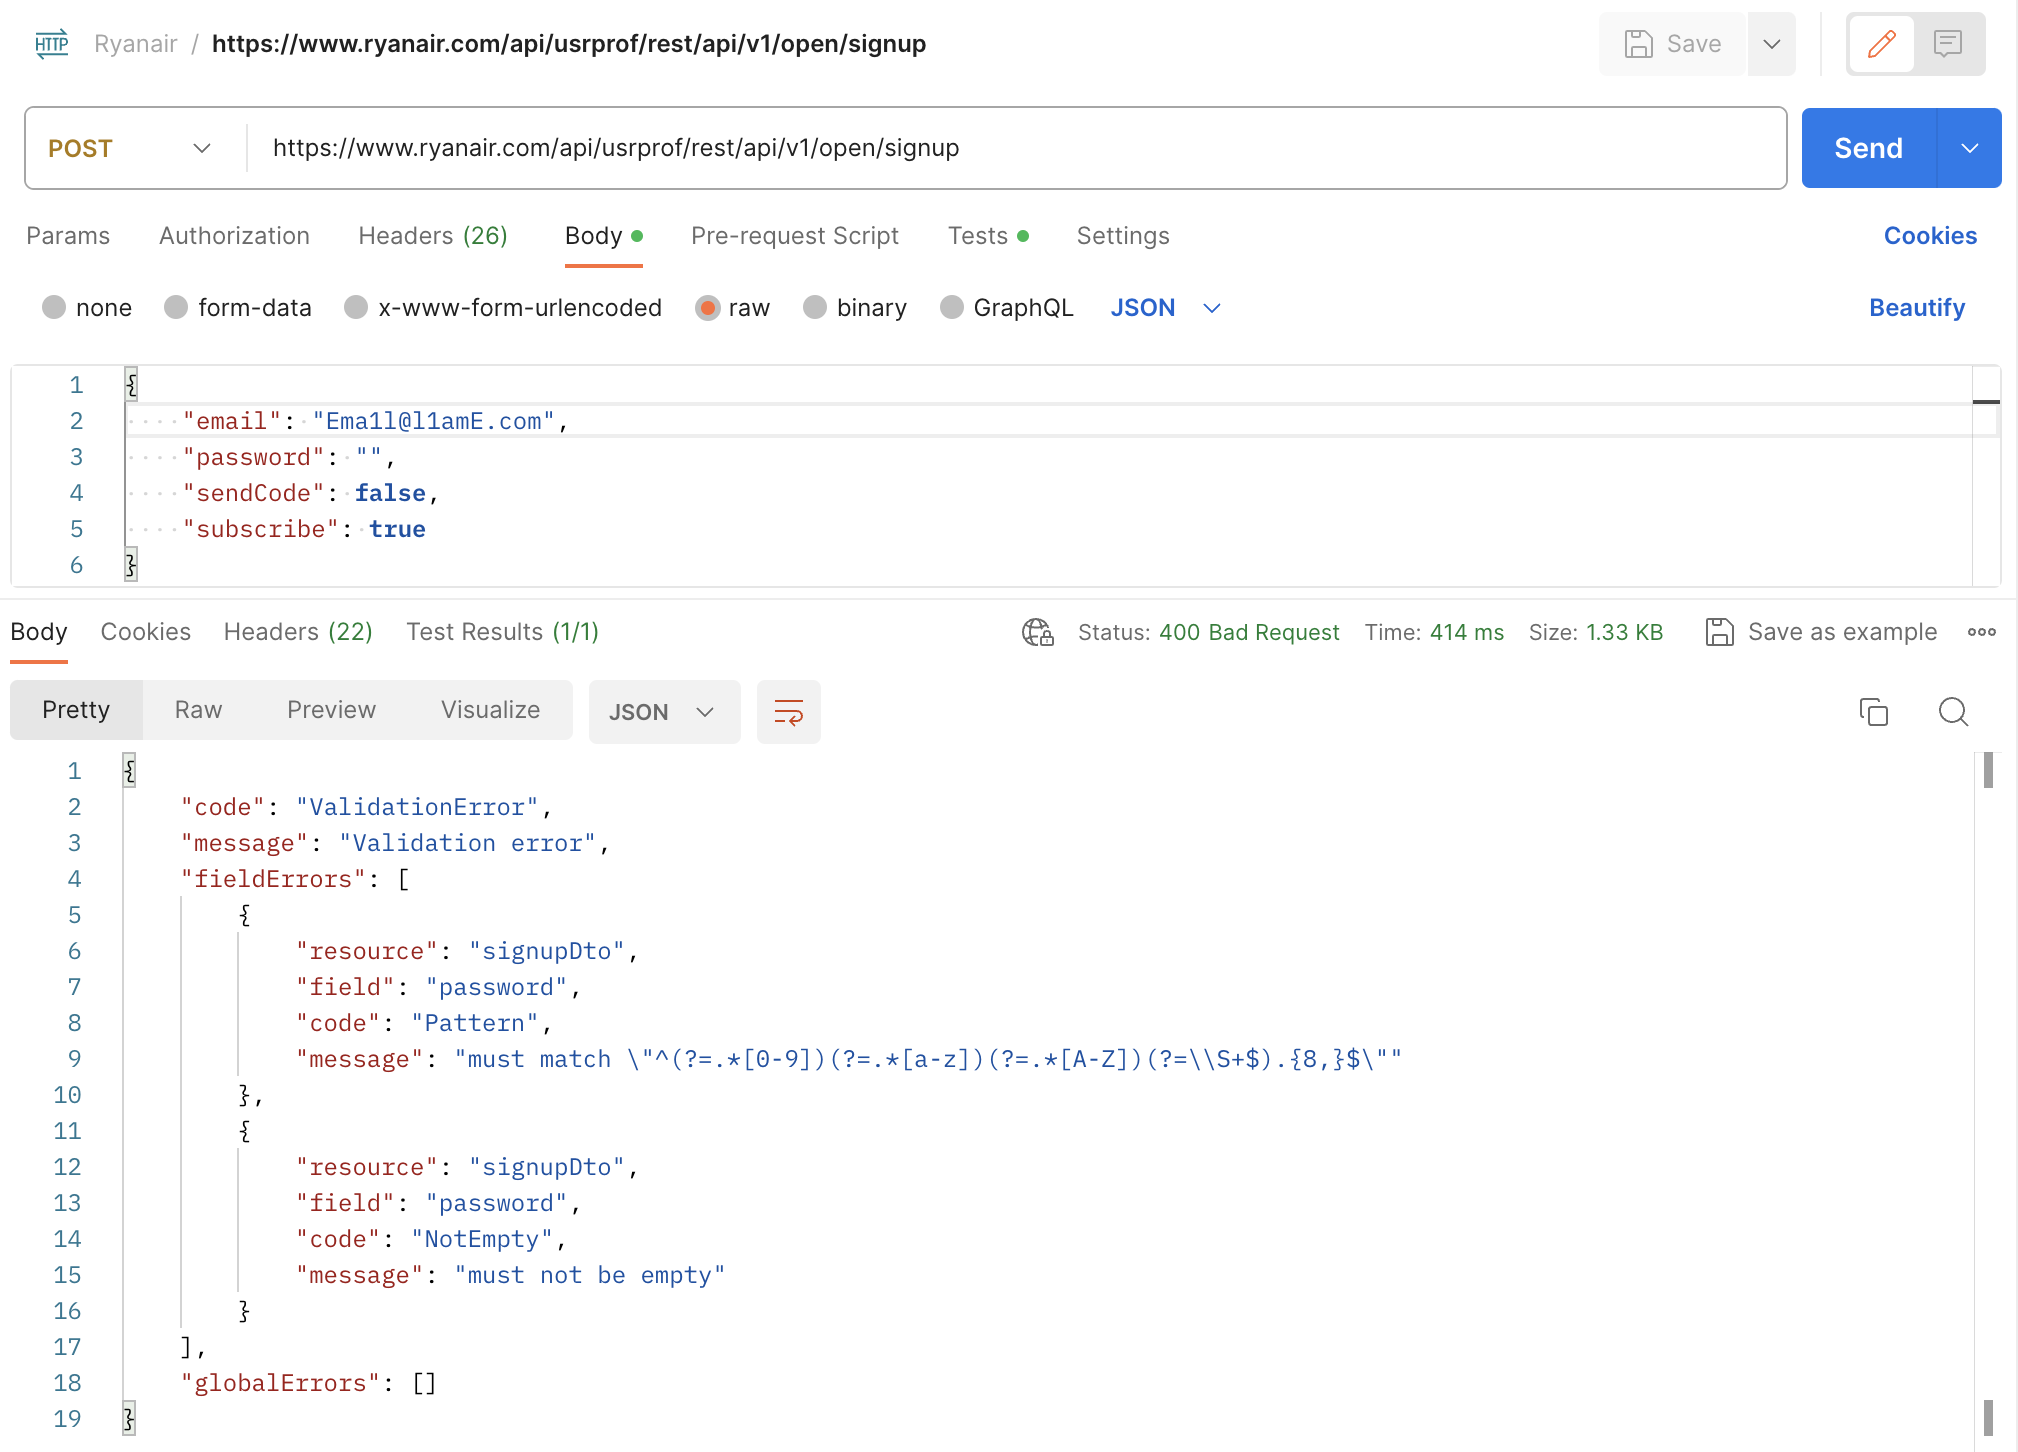 HTTP Ryanair / https://www.ryanair.com/api/usrprof/rest/api/v1/open/signup Save
POST https://www.ryanair.com/api/usrprof/rest/api/v1/open/signup Send
Params Authorization Headers (26) Body Pre-request Script Tests Settings Cookies
none form-data x-www-form-urlencoded raw binary GraphQL JSON Beautify
1 {
2 "email": "Ema1l@l1amE.com",
3 "password": "",
4 "sendCode": false,
5 "subscribe": true
6 }
Body Cookies Headers (22) Test Results (1/1) Status: 400 Bad Request Time: 414 ms Size: 1.33 KB Save as example
Pretty Raw Preview Visualize JSON
1 {
2 "code": "ValidationError",
3 "message": "Validation error",
4 "fieldErrors": [
5 {
6 "resource": "signupDto",
7 "field": "password",
8 "code": "Pattern",
9 "message": "must match \"^(?=.*[0-9])(?=.*[a-z])(?=.*[A-Z])(?=\\S+$).{8,}$\""
10 },
11 {
12 "resource": "signupDto",
13 "field": "password",
14 "code": "NotEmpty",
15 "message": "must not be empty"
16 }
17 ],
18 "globalErrors": []
19 }